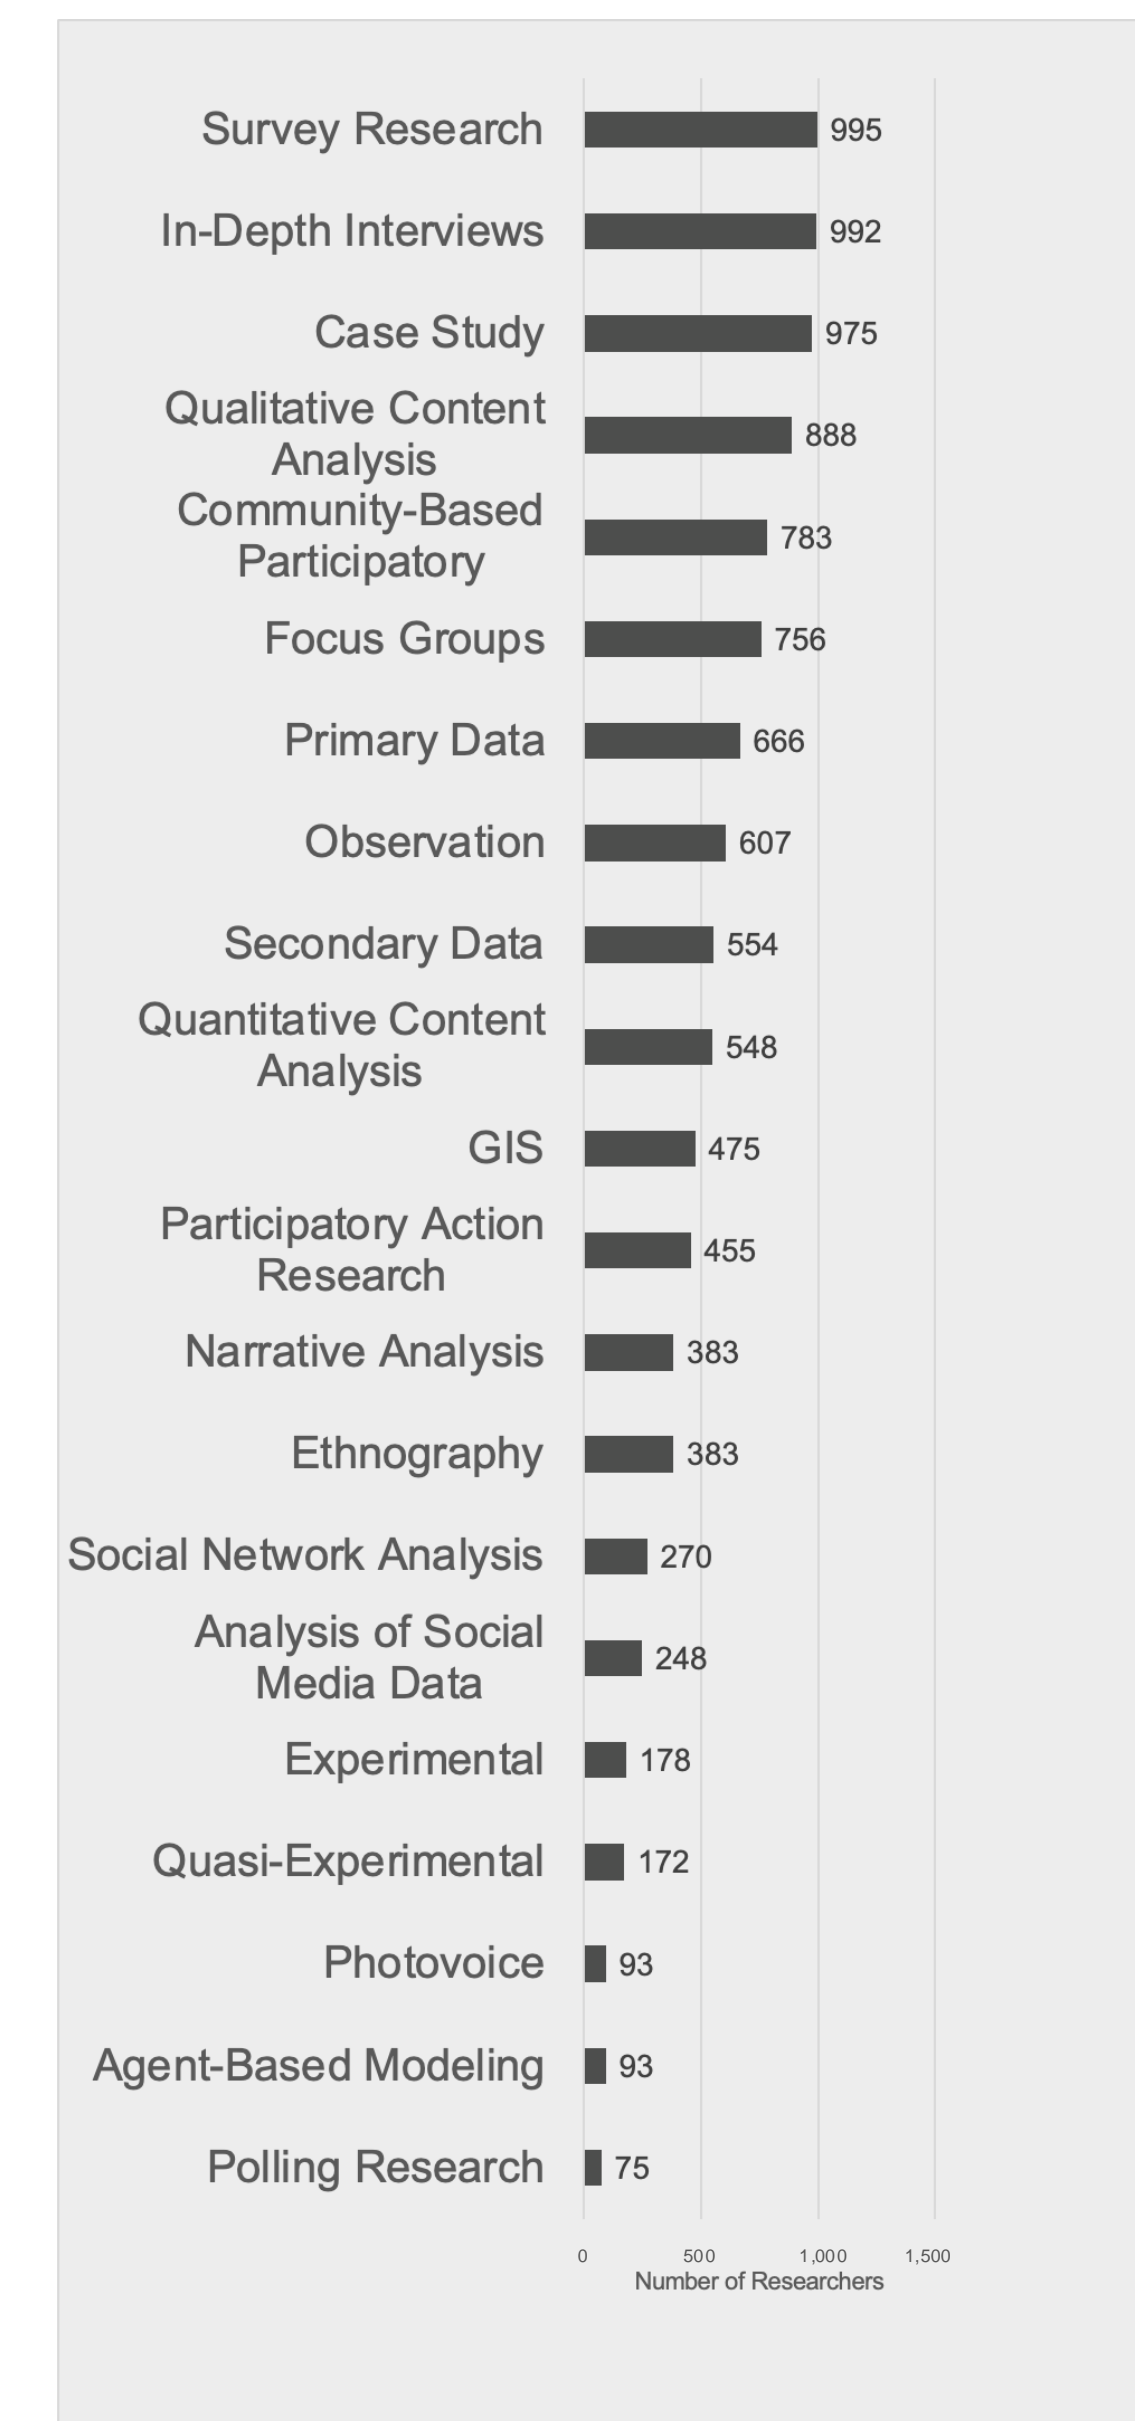 Survey Research 995
In-Depth Interviews 992
Case Study 975
Qualitative Content
Analysis 888
Community-Based
Participatory 783
Focus Groups 756
Primary Data 666
Observation 607
Secondary Data 554
Quantitative Content
Analysis 548
GIS 475
Participatory Action
Research 455
Narrative Analysis 383
Ethnography 383
Social Network Analysis 270
Analysis of Social
Media Data 248
Experimental 178
Quasi-Experimental 172
Photovoice 93
Agent-Based Modeling 93
Polling Research 75
0 500 1,000 1,500
Number of Researchers